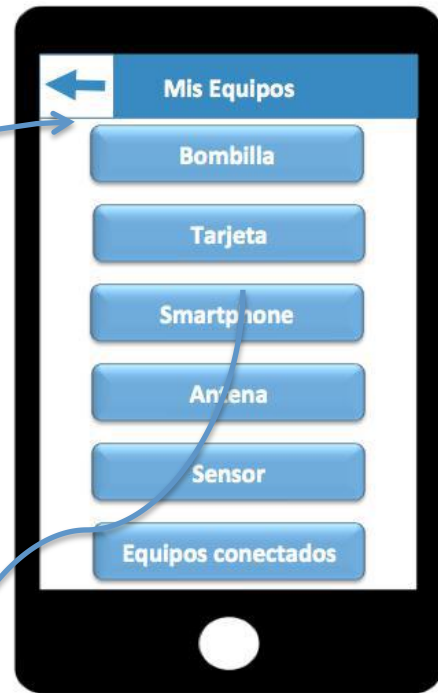 Mis Equipos
Bombilla
Tarjeta
Smartphone
Antena
Sensor
Equipos conectados